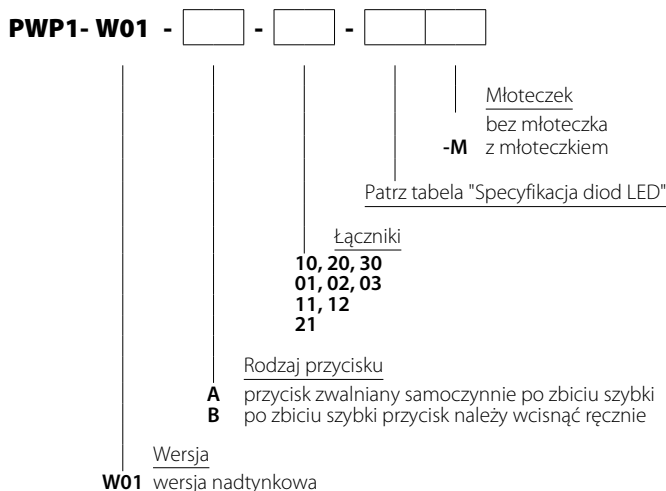 PWP1- W01 - - -
Młoteczek
bez młoteczka
-M z młoteczkiem
Patrz tabela "Specyfikacja diod LED"
Łączniki
10, 20, 30
01, 02, 03
11, 12
21
Rodzaj przycisku
A przycisk zwalniany samoczynnie po zbiciu szybki
B po zbiciu szybki przycisk należy wcisnąć ręcznie
Wersja
W01 wersja nadtynkowa